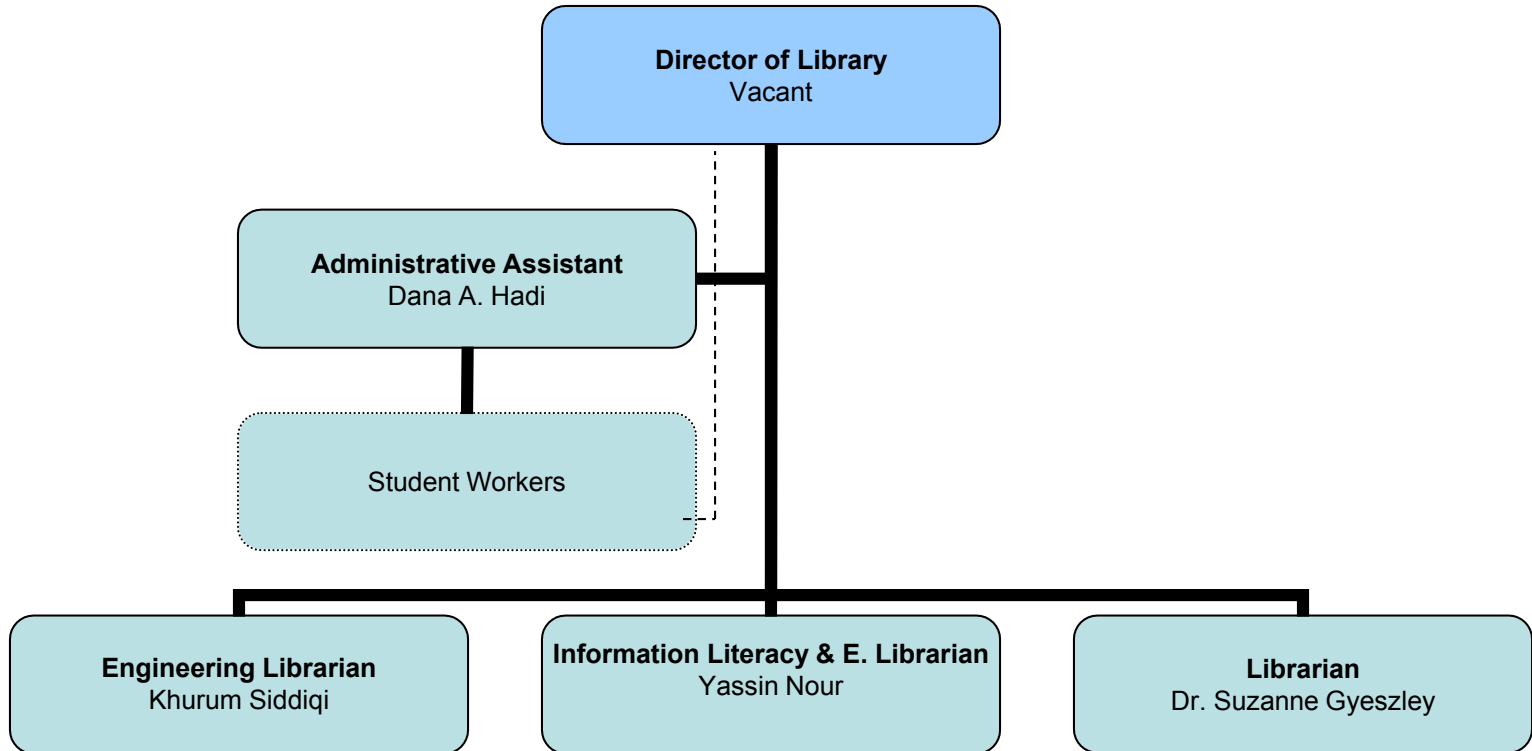 Director of Library
Vacant
Administrative Assistant
Dana A. Hadi
Student Workers
Engineering Librarian
Khurum Siddiqi
Information Literacy & E. Librarian
Yassin Nour
Librarian
Dr. Suzanne Gyeszley